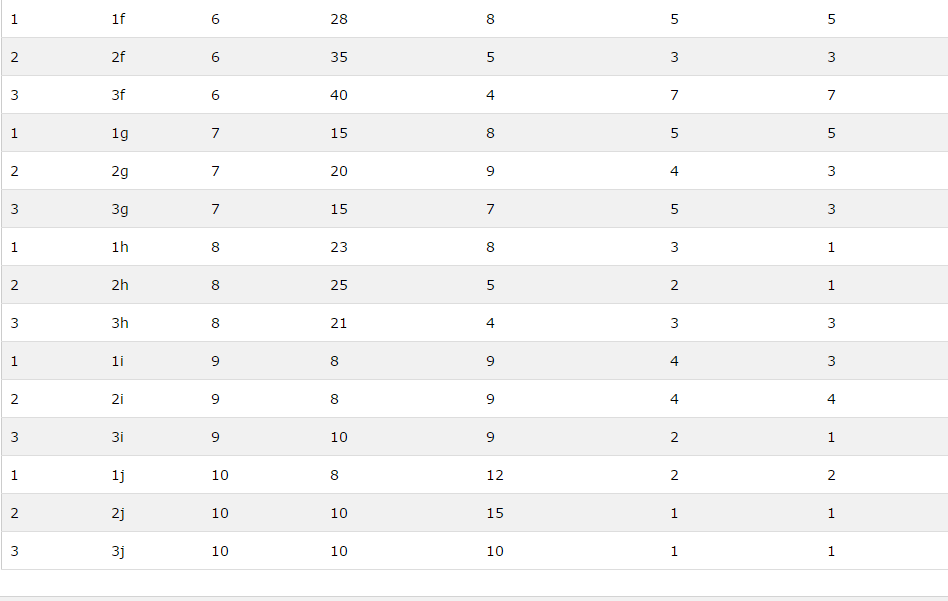 1 1f 6 28 8 5 5
2 2f 6 35 5 3 3
3 3f 6 40 4 7 7
1 1g 7 15 8 5 5
2 2g 7 20 9 4 3
3 3g 7 15 7 5 3
1 1h 8 23 8 3 1
2 2h 8 25 5 2 1
3 3h 8 21 4 3 3
1 1i 9 8 9 4 3
2 2i 9 8 9 4 4
3 3i 9 10 9 2 1
1 1j 10 8 12 2 2
2 2j 10 10 15 1 1
3 3j 10 10 10 1 1